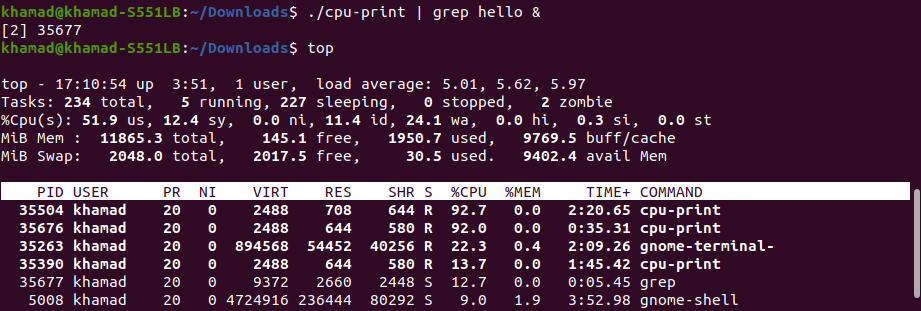 khamad@khamad-S551LB:~/Downloads$ ./cpu-print | grep hello &
[2] 35677
khamad@khamad-S551LB:~/Downloads$ top
top - 17:10:54 up  3:51,  1 user,  load average: 5.01, 5.62, 5.97
Tasks: 234 total,   5 running, 227 sleeping,   0 stopped,   2 zombie
%Cpu(s): 51.9 us, 12.4 sy,  0.0 ni, 11.4 id, 24.1 wa,  0.0 hi,  0.3 si,  0.0 st
MiB Mem :  11865.3 total,    145.1 free,   1950.7 used,   9769.5 buff/cache
MiB Swap:   2048.0 total,   2017.5 free,     30.5 used.   9402.4 avail Mem
PID USER      PR  NI    VIRT    RES    SHR S  %CPU  %MEM     TIME+ COMMAND
35504 khamad    20   0    2488    708    644 R  92.7   0.0   2:20.65 cpu-print
35676 khamad    20   0    2488    644    580 R  92.0   0.0   0:35.31 cpu-print
35263 khamad    20   0  894568  54452  40256 R  22.3   0.4   2:09.26 gnome-terminal-
35390 khamad    20   0    2488    644    580 R  13.7   0.0   1:45.42 cpu-print
35677 khamad    20   0    9372   2660   2448 S  12.7   0.0   0:05.45 grep
5008 khamad    20   0 4724916 236444  80292 S   9.0   1.9   3:52.98 gnome-shell